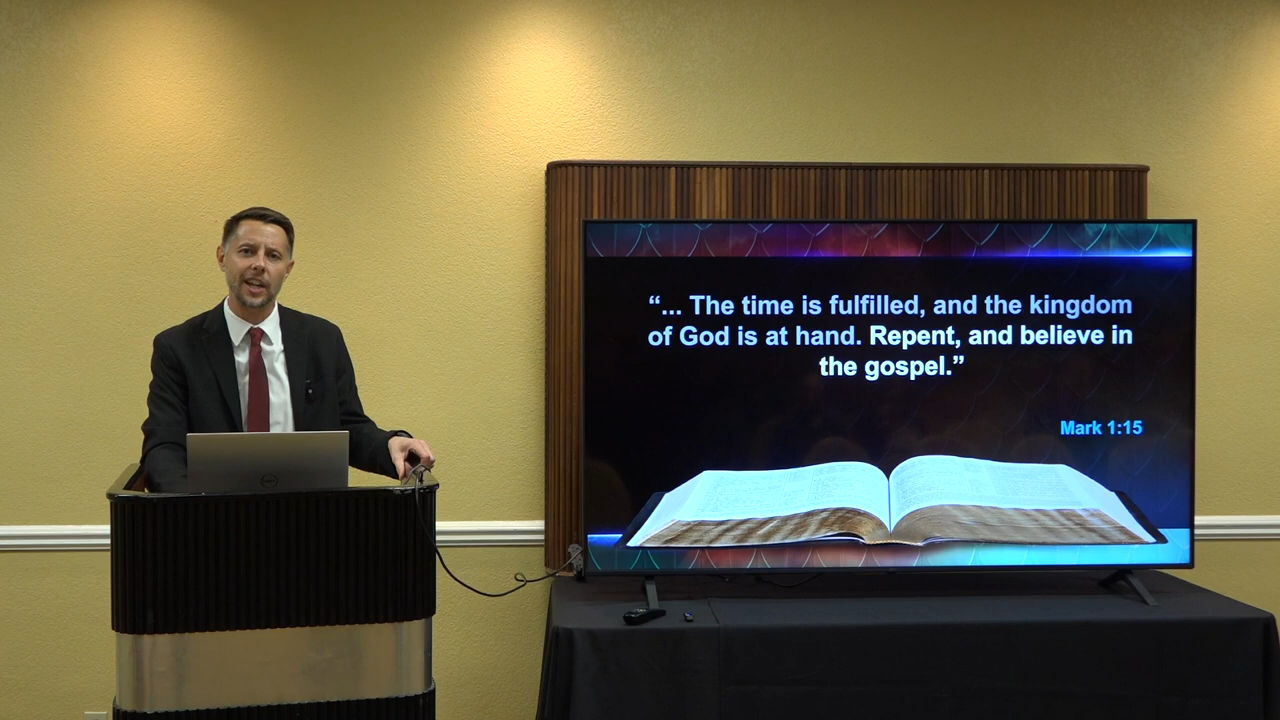 “... The time is fulfilled, and the kingdom
of God is at hand. Repent, and believe in
the gospel.”
Mark 1:15
DELL